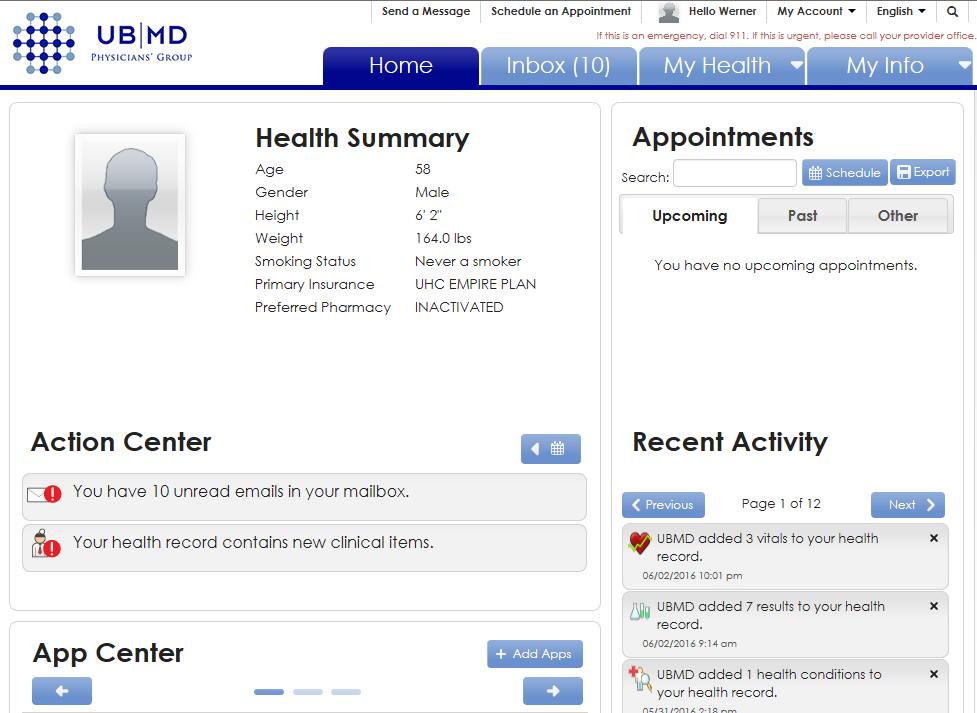 Send a Message
Schedule an Appointment
Hello Werner
My Account
English
UB|MD
PHYSICIANS' GROUP
If this is an emergency, dial 911. If this is urgent, please call your provider office.
Home
Inbox (10)
My Health
My Info
Health Summary
Age 58
Gender Male
Height 6' 2"
Weight 164.0 lbs
Smoking Status Never a smoker
Primary Insurance UHC EMPIRE PLAN
Preferred Pharmacy INACTIVATED
Appointments
Search:
Schedule
Export
Upcoming
Past
Other
You have no upcoming appointments.
Action Center
You have 10 unread emails in your mailbox.
Your health record contains new clinical items.
Recent Activity
Previous
Page 1 of 12
Next
UBMD added 3 vitals to your health
record.
06/02/2016 10:01 pm
UBMD added 7 results to your health
record.
06/02/2016 9:14 am
UBMD added 1 health conditions to
your health record.
05/31/2016 2:18 pm
App Center
+ Add Apps